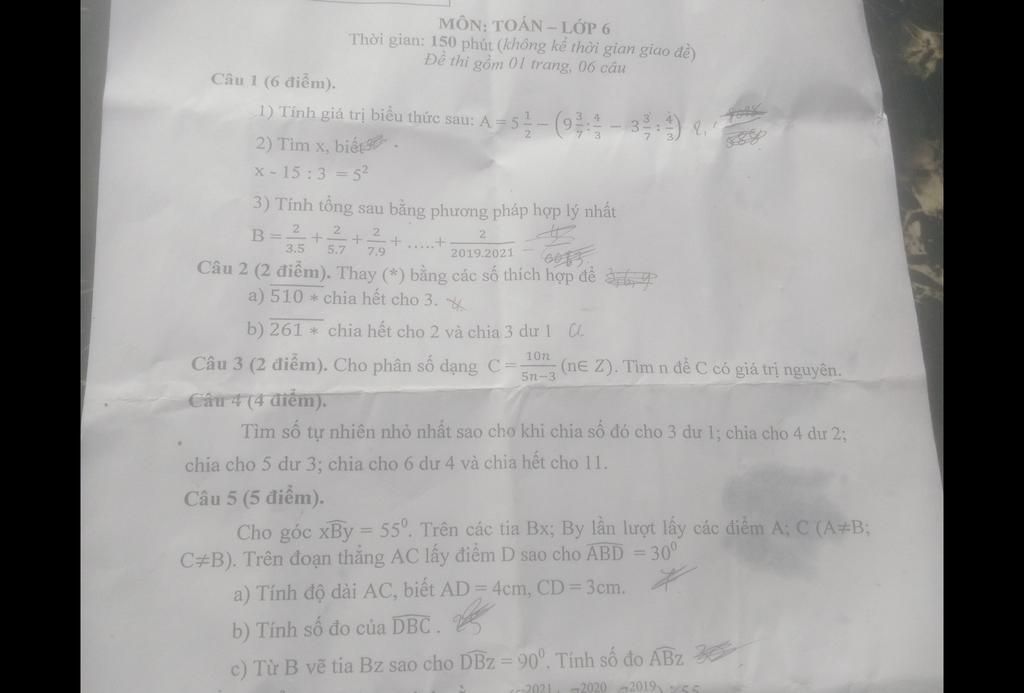 MÔN: TOÁN – LỚP 6
Thời gian: 150 phút (không kể thời gian giao đề)
Đề thi gồm 01 trang, 06 câu
Câu 1 (6 điểm).
1) Tính giá trị biểu thức sau: A = 5 1/2 − (9 3/7 : 4/3 − 3 3/7 : 4/3)
2) Tìm x, biết
x - 15 : 3 = 5²
3) Tính tổng sau bằng phương pháp hợp lý nhất
B = 2/3.5 + 2/5.7 + 2/7.9 + …..+ 2/2019.2021
Câu 2 (2 điểm). Thay (*) bằng các số thích hợp để
a) 510 * chia hết cho 3.
b) 261 * chia hết cho 2 và chia 3 dư 1
Câu 3 (2 điểm). Cho phân số dạng C = 10n/5n−3 (n∈ Z). Tìm n để C có giá trị nguyên.
Câu 4 (4 điểm).
Tìm số tự nhiên nhỏ nhất sao cho khi chia số đó cho 3 dư 1; chia cho 4 dư 2;
chia cho 5 dư 3; chia cho 6 dư 4 và chia hết cho 11.
Câu 5 (5 điểm).
Cho góc xBy = 55⁰. Trên các tia Bx; By lần lượt lấy các điểm A; C (A≠B;
C≠B). Trên đoạn thẳng AC lấy điểm D sao cho ABD = 30⁰
a) Tính độ dài AC, biết AD = 4cm, CD = 3cm.
b) Tính số đo của DBC .
c) Từ B vẽ tia Bz sao cho DBz = 90⁰. Tính số đo ABz